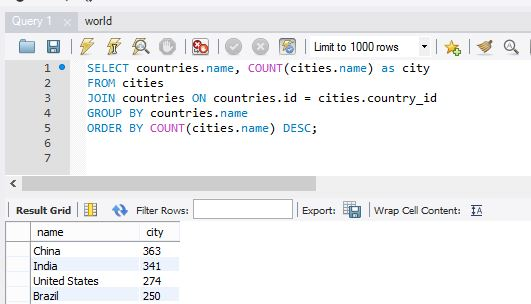 Query 1 world
Limit to 1000 rows
1 SELECT countries.name, COUNT(cities.name) as city
2 FROM cities
3 JOIN countries ON countries.id = cities.country_id
4 GROUP BY countries.name
5 ORDER BY COUNT(cities.name) DESC;
6
7
Result Grid Filter Rows: Export: Wrap Cell Content:
name city
China 363
India 341
United States 274
Brazil 250